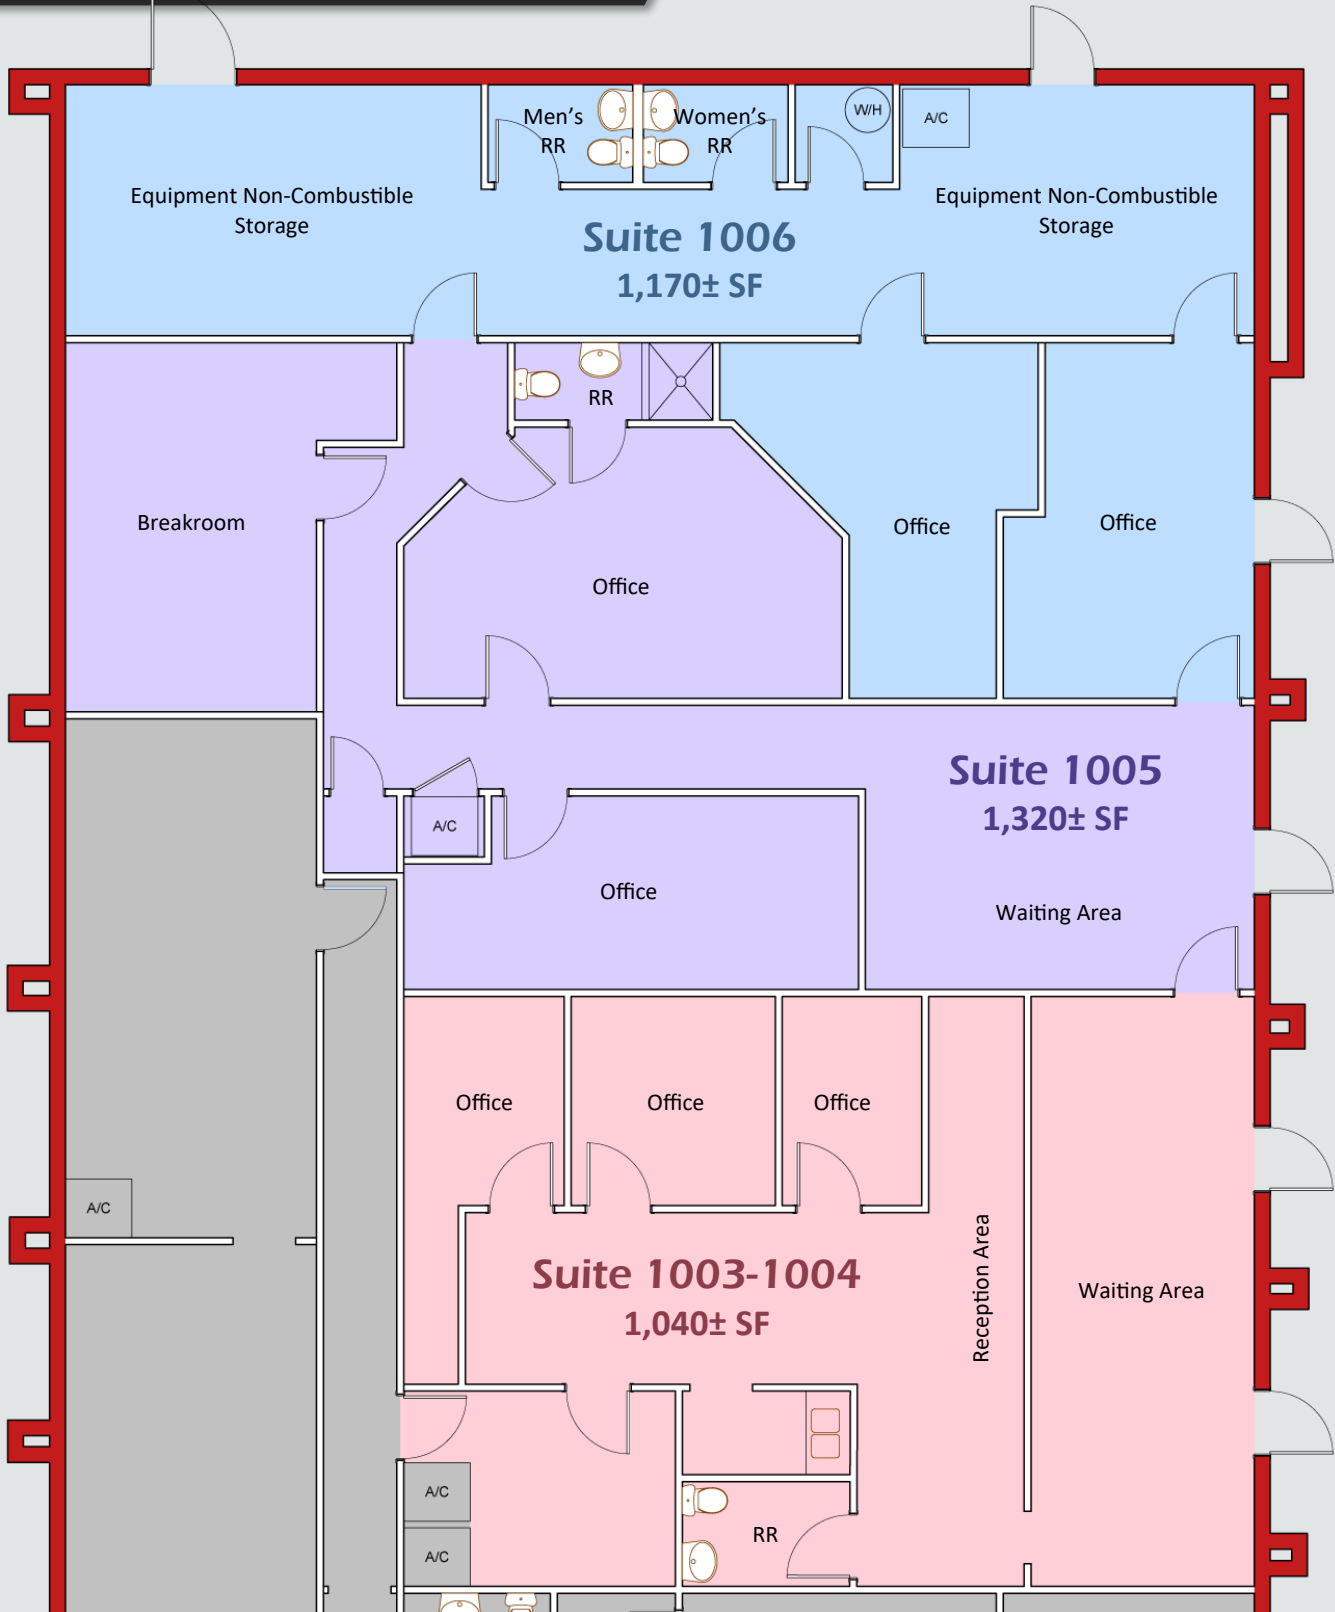 Men's
RR
Women's
RR
W/H
A/C
Equipment Non-Combustible
Storage
Suite 1006
1,170± SF
Equipment Non-Combustible
Storage
RR
Breakroom
Office
Office
Office
Suite 1005
1,320± SF
A/C
Office
Waiting Area
Office
Office
Office
A/C
Suite 1003-1004
1,040± SF
Reception Area
Waiting Area
A/C
RR
A/C